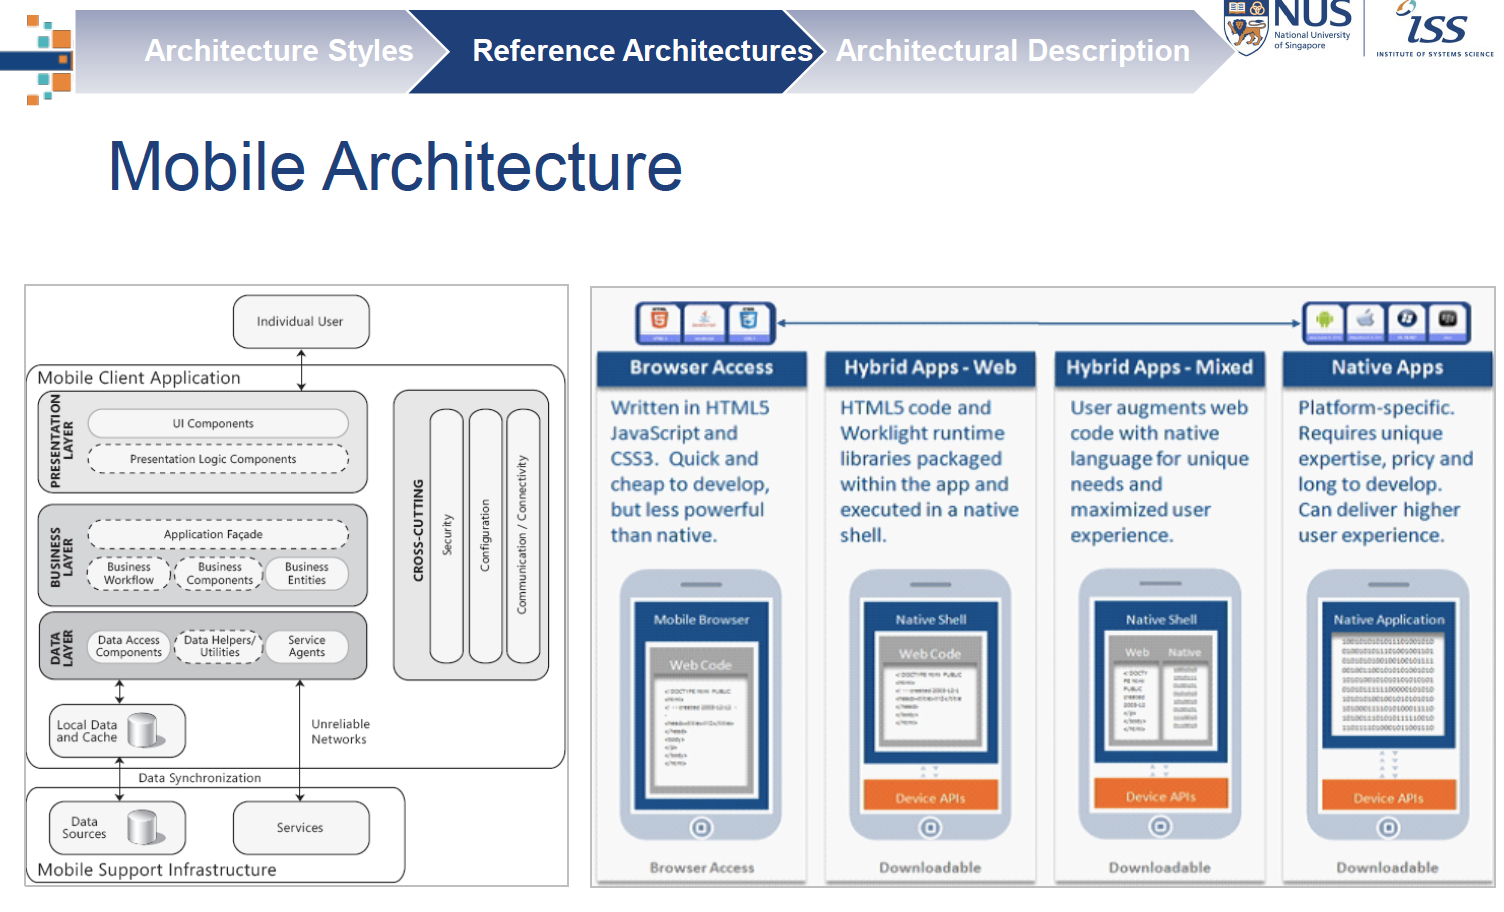 Architecture Styles
Reference Architectures
Architectural Description
NUS
National University
of Singapore
iss
INSTITUTE OF SYSTEMS SCIENCE
Mobile Architecture
Individual User
Mobile Client Application
PRESENTATION
LAYER
UI Components
Presentation Logic Components
BUSINESS
LAYER
Application Façade
Business
Workflow
Business
Components
Business
Entities
DATA
LAYER
Data Access
Components
Data Helpers/
Utilities
Service
Agents
CROSS-CUTTING
Security
Configuration
Communication / Connectivity
Local Data
and Cache
Unreliable
Networks
Data Synchronization
Data
Sources
Services
Mobile Support Infrastructure
Browser Access
Written in HTML5
JavaScript and
CSS3. Quick and
cheap to develop,
but less powerful
than native.
Mobile Browser
Web Code
Browser Access
Hybrid Apps - Web
HTML5 code and
Worklight runtime
libraries packaged
within the app and
executed in a native
shell.
Native Shell
Web Code
Device APIs
Downloadable
Hybrid Apps - Mixed
User augments web
code with native
language for unique
needs and
maximized user
experience.
Native Shell
Web
Native
Device APIs
Downloadable
Native Apps
Platform-specific.
Requires unique
expertise, pricy and
long to develop.
Can deliver higher
user experience.
Native Application
Device APIs
Downloadable